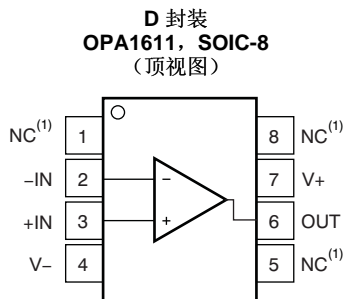 D 封装
OPA1611，SOIC-8
（顶视图）
NC(1) 1 8 NC(1)
–IN 2 – 7 V+
+IN 3 + 6 OUT
V– 4 5 NC(1)